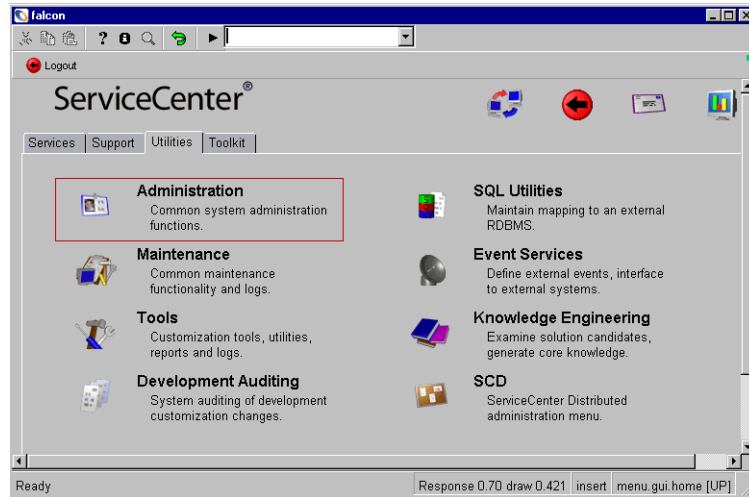 falcon
Logout
ServiceCenter®
Services Support Utilities Toolkit
Administration
Common system administration
functions.
SQL Utilities
Maintain mapping to an external
RDBMS.
Maintenance
Common maintenance
functionality and logs.
Event Services
Define external events, interface
to external systems.
Tools
Customization tools, utilities,
reports and logs.
Knowledge Engineering
Examine solution candidates,
generate core knowledge.
Development Auditing
System auditing of development
customization changes.
SCD
ServiceCenter Distributed
administration menu.
Ready Response 0.70 draw 0.421 insert menu.gui.home [UP]